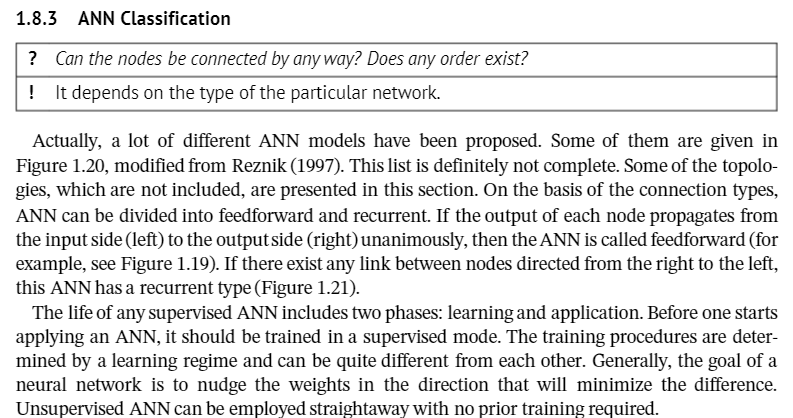 1.8.3 ANN Classification
? Can the nodes be connected by any way? Does any order exist?
! It depends on the type of the particular network.
Actually, a lot of different ANN models have been proposed. Some of them are given in
Figure 1.20, modified from Reznik (1997). This list is definitely not complete. Some of the topolo-
gies, which are not included, are presented in this section. On the basis of the connection types,
ANN can be divided into feedforward and recurrent. If the output of each node propagates from
the input side (left) to the output side (right) unanimously, then the ANN is called feedforward (for
example, see Figure 1.19). If there exist any link between nodes directed from the right to the left,
this ANN has a recurrent type (Figure 1.21).
The life of any supervised ANN includes two phases: learning and application. Before one starts
applying an ANN, it should be trained in a supervised mode. The training procedures are deter-
mined by a learning regime and can be quite different from each other. Generally, the goal of a
neural network is to nudge the weights in the direction that will minimize the difference.
Unsupervised ANN can be employed straightaway with no prior training required.